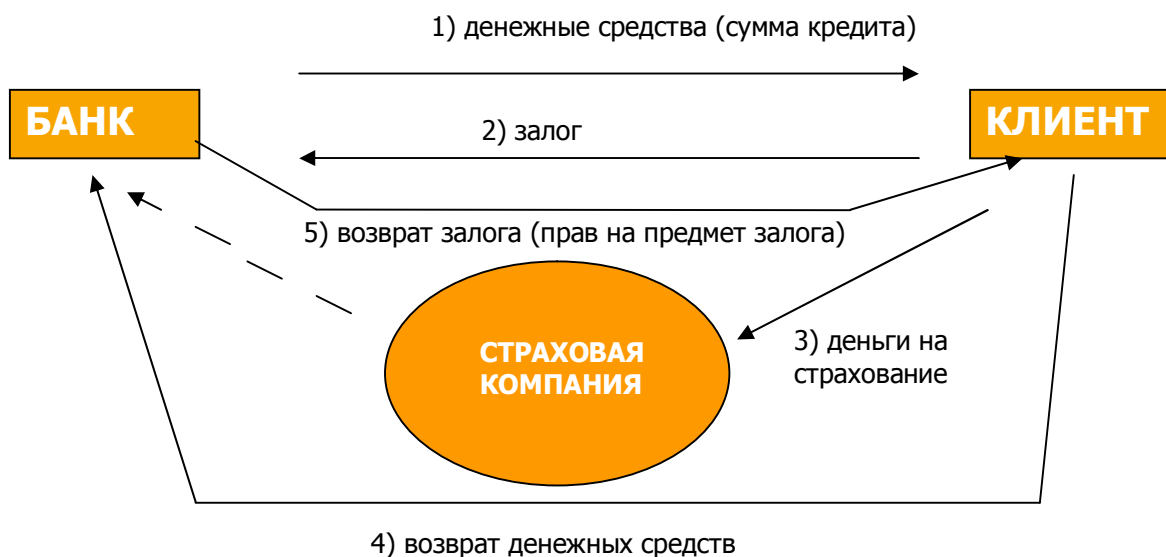 1) денежные средства (сумма кредита)
БАНК
КЛИЕНТ
2) залог
5) возврат залога (прав на предмет залога)
СТРАХОВАЯ
КОМПАНИЯ
3) деньги на
страхование
4) возврат денежных средств